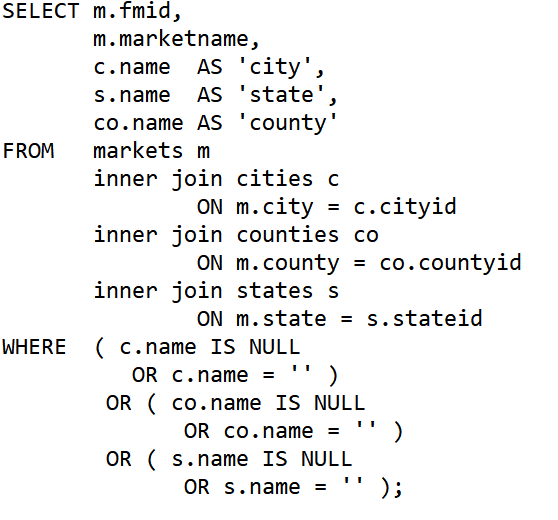 SELECT m.fmid,
       m.marketname,
       c.name  AS 'city',
       s.name  AS 'state',
       co.name AS 'county'
FROM   markets m
       inner join cities c
               ON m.city = c.cityid
       inner join counties co
               ON m.county = co.countyid
       inner join states s
               ON m.state = s.stateid
WHERE  ( c.name IS NULL
          OR c.name = '' )
        OR ( co.name IS NULL
              OR co.name = '' )
        OR ( s.name IS NULL
              OR s.name = '' );